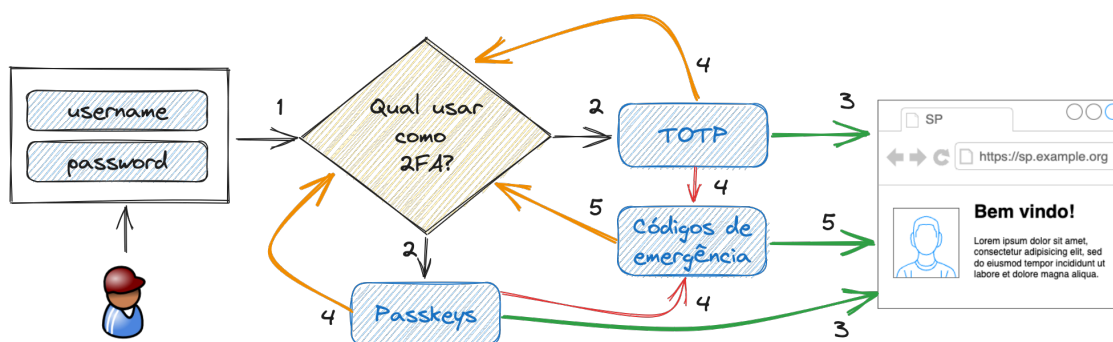 username
password
1
Qual usar
como
2FA?
2
TOTP
4
3
4
5
Códigos de
emergência
5
2
4
Passkeys
4
3
SP
https://sp.example.org
Bem vindo!
Lorem ipsum dolor sit amet,
consectetur adipisicing elit, sed
do eiusmod tempor incididunt ut
labore et dolore magna aliqua.